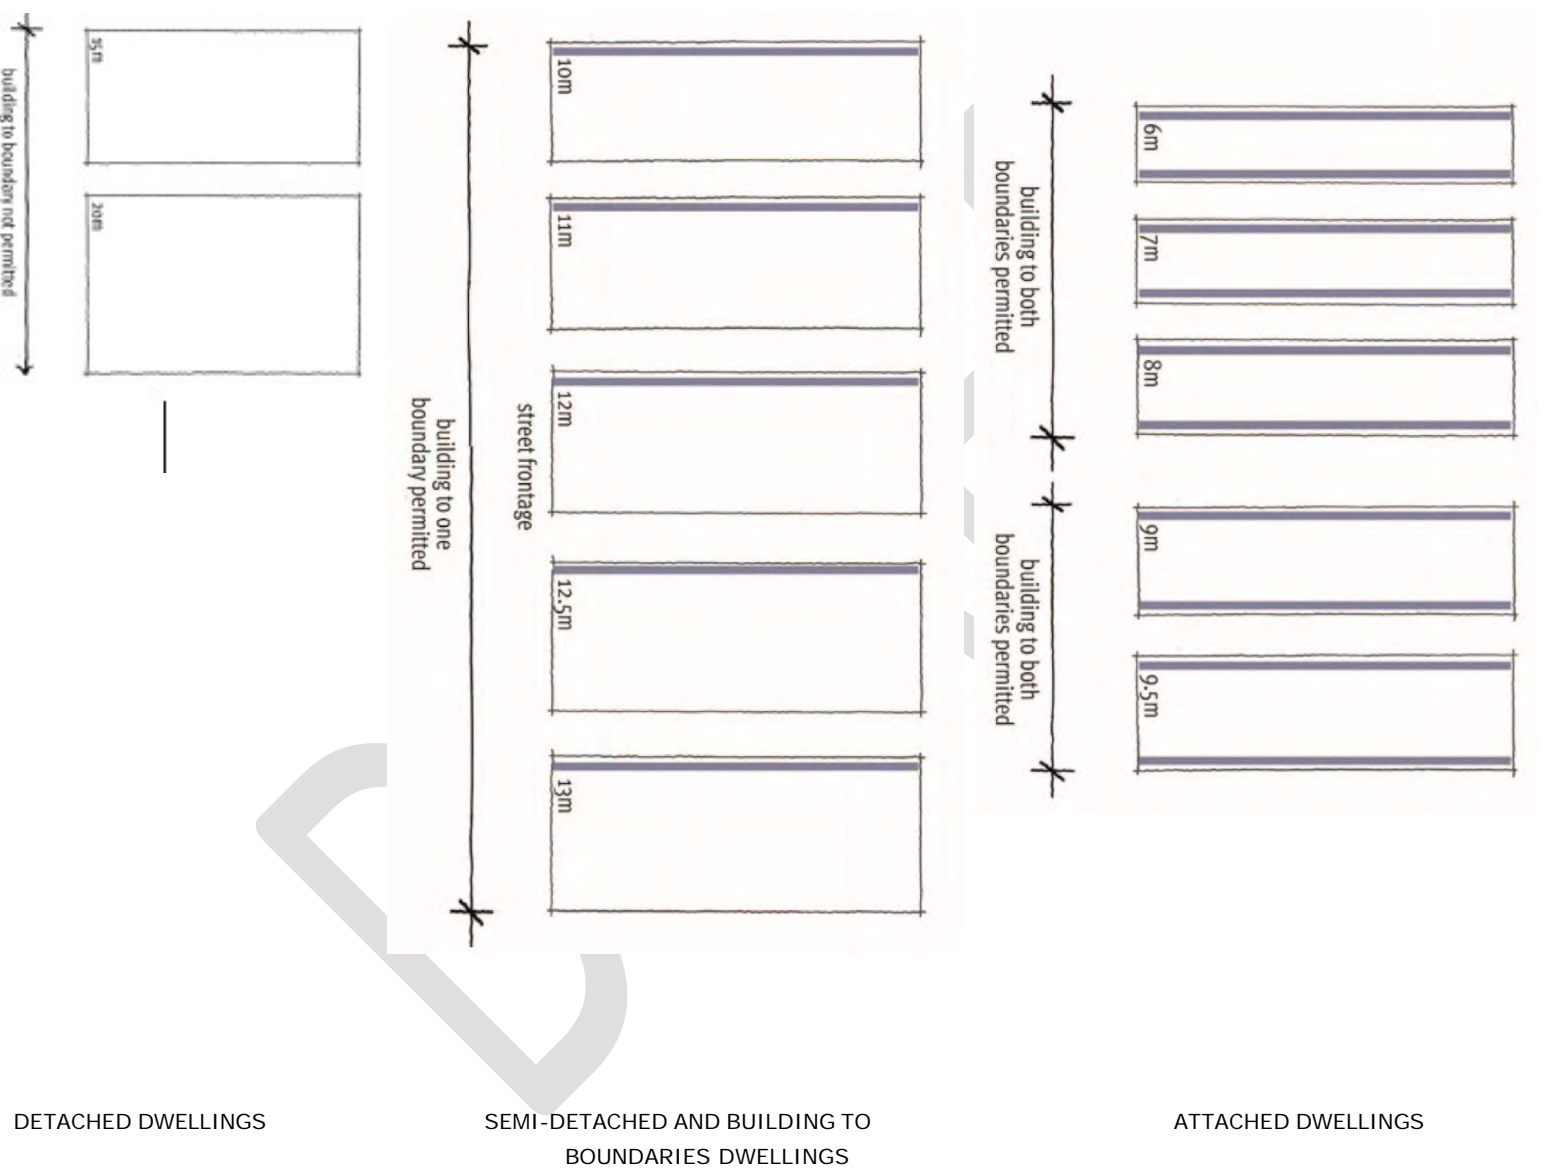 15m
20m
building to boundary not permitted
10m
11m
12m
12.5m
13m
street frontage
building to one
boundary permitted
6m
7m
8m
9m
9.5m
building to both
boundaries permitted
building to both
boundaries permitted
DETACHED DWELLINGS
SEMI-DETACHED AND BUILDING TO
BOUNDARIES DWELLINGS
ATTACHED DWELLINGS